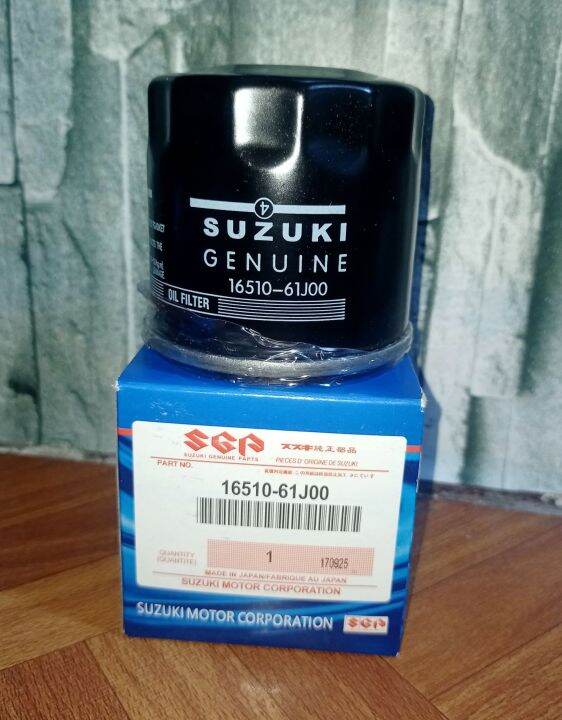 4
SUZUKI
GENUINE
16510-61J00
OIL FILTER
THE
SGP
SUZUKI GENUINE PARTS
スズキ純正部品
PIECES D' ORIGINE DE SUZUKI
PART NO.
16510-61J00
QUANTITY
(QUANTITE)
1
170925
MADE IN JAPAN/FABRIQUE AU JAPAN
SUZUKI MOTOR CORPORATION
SUZUKI MOTOR CORPORATION
SGP